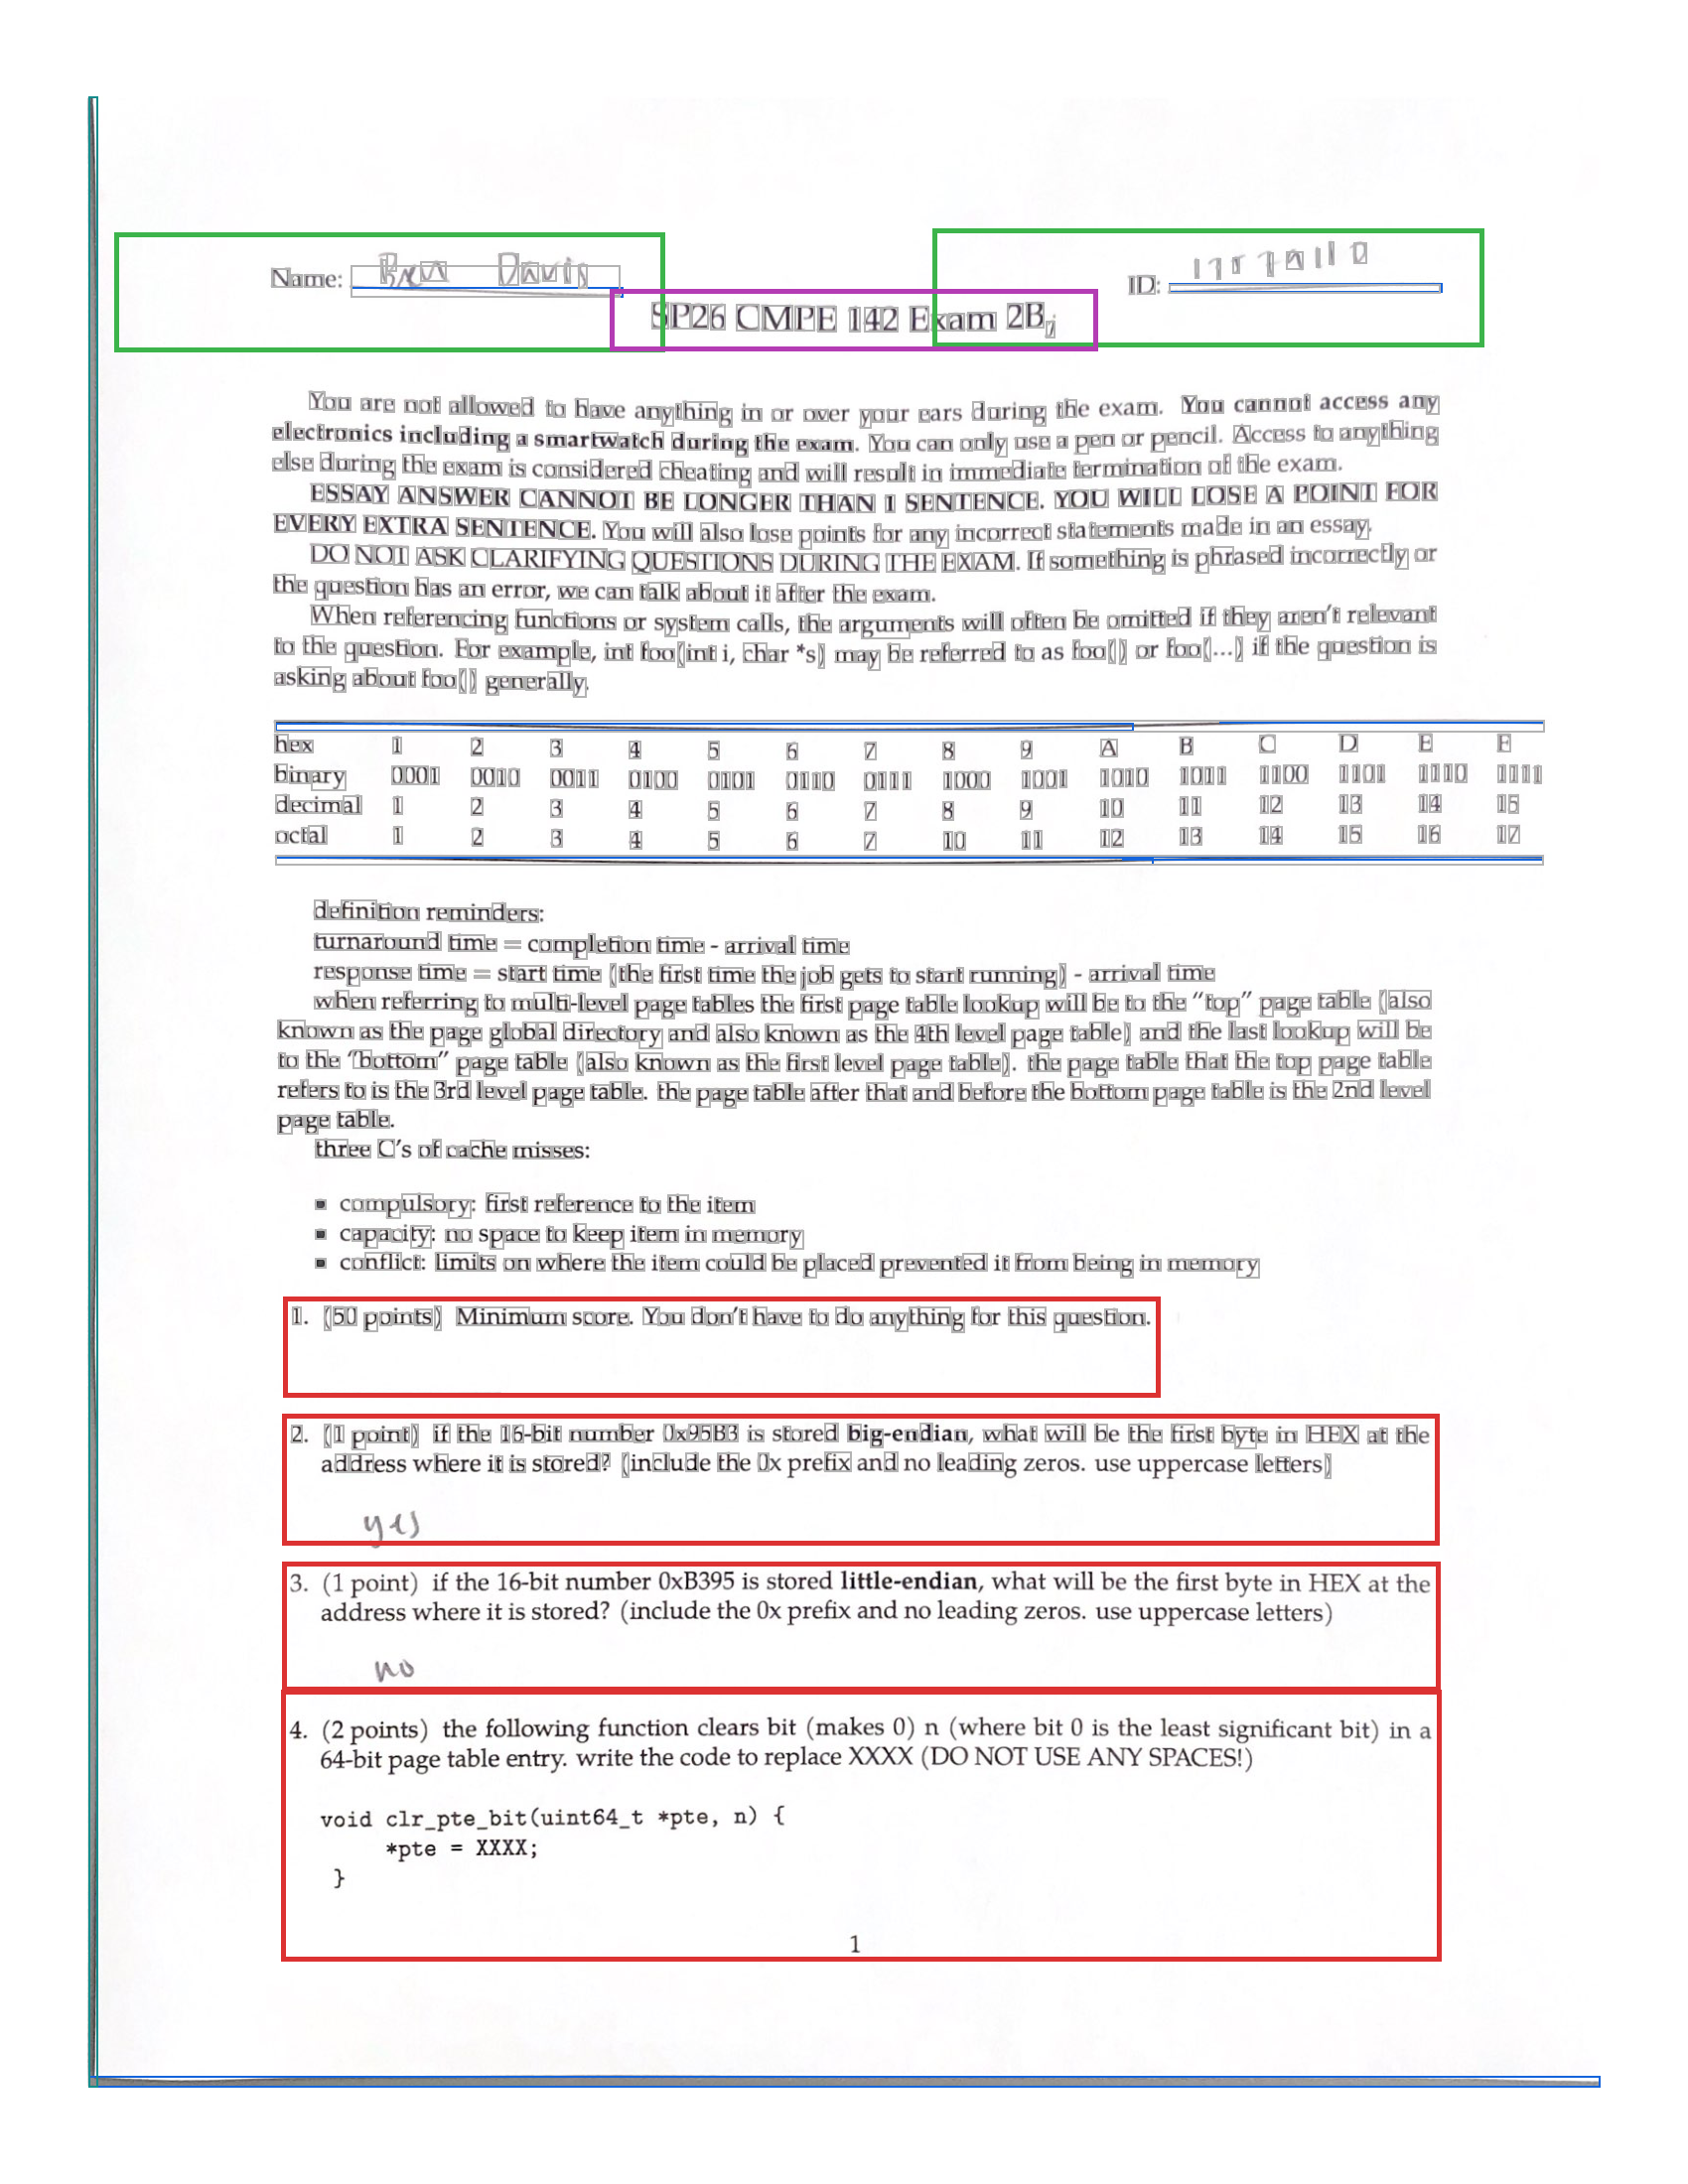 Name: Ben Davis
ID:
SP26 CMPE 142 Exam 2B
You are not allowed to have anything in or over your ears during the exam. You cannot access any
electronics including a smartwatch during the exam. You can only use a pen or pencil. Access to anything
else during the exam is considered cheating and will result in immediate termination of the exam.
ESSAY ANSWER CANNOT BE LONGER THAN 1 SENTENCE. YOU WILL LOSE A POINT FOR
EVERY EXTRA SENTENCE. You will also lose points for any incorrect statements made in an essay.
DO NOT ASK CLARIFYING QUESTIONS DURING THE EXAM. If something is phrased incorrectly or
the question has an error, we can talk about it after the exam.
When referencing functions or system calls, the arguments will often be omitted if they aren't relevant
to the question. For example, int foo(int i, char *s) may be referred to as foo() or foo(...) if the question is
asking about foo() generally.
hex 1 2 3 4 5 6 7 8 9 A B C D E F
binary 0001 0010 0011 0100 0101 0110 0111 1000 1001 1010 1011 1100 1101 1110 1111
decimal 1 2 3 4 5 6 7 8 9 10 11 12 13 14 15
octal 1 2 3 4 5 6 7 10 11 12 13 14 15 16 17
definition reminders:
turnaround time = completion time - arrival time
response time = start time (the first time the job gets to start running) - arrival time
when referring to multi-level page tables the first page table lookup will be to the "top" page table (also
known as the page global directory and also known as the 4th level page table) and the last lookup will be
to the "bottom" page table (also known as the first level page table). the page table that the top page table
refers to is the 3rd level page table. the page table after that and before the bottom page table is the 2nd level
page table.
three C's of cache misses:
▪ compulsory: first reference to the item
▪ capacity: no space to keep item in memory
▪ conflict: limits on where the item could be placed prevented it from being in memory
1. (50 points) Minimum score. You don't have to do anything for this question.
2. (1 point) if the 16-bit number 0x95B3 is stored big-endian, what will be the first byte in HEX at the
address where it is stored? (include the 0x prefix and no leading zeros. use uppercase letters)
yes
3. (1 point) if the 16-bit number 0xB395 is stored little-endian, what will be the first byte in HEX at the
address where it is stored? (include the 0x prefix and no leading zeros. use uppercase letters)
no
4. (2 points) the following function clears bit (makes 0) n (where bit 0 is the least significant bit) in a
64-bit page table entry. write the code to replace XXXX (DO NOT USE ANY SPACES!)
void clr_pte_bit(uint64_t *pte, n) {
*pte = XXXX;
}
1